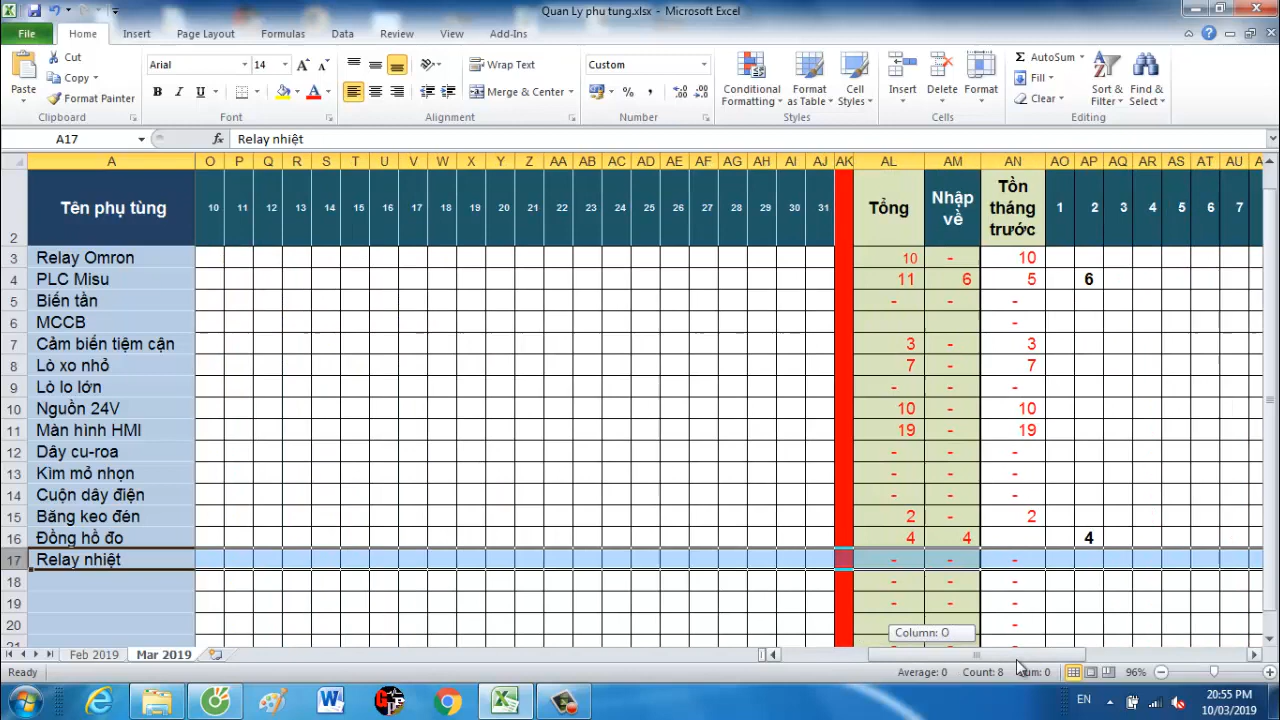 Quan Ly phu tung.xlsx - Microsoft Excel
File Home Insert Page Layout Formulas Data Review View Add-Ins
Paste Cut Copy Format Painter Clipboard
Arial 14 A A B I U A Font
Wrap Text Merge & Center Alignment
Custom % , Number
Conditional Formatting Format as Table Cell Styles Styles
Insert Delete Format Cells
Σ AutoSum Fill Clear Sort & Filter Find & Select Editing
A17 fx Relay nhiệt
A O P Q R S T U V W X Y Z AA AB AC AD AE AF AG AH AI AJ AK AL AM AN AO AP AQ AR AS AT AU
2 Tên phụ tùng 10 11 12 13 14 15 16 17 18 19 20 21 22 23 24 25 26 27 28 29 30 31 Tổng Nhập về Tồn tháng trước 1 2 3 4 5 6 7
3 Relay Omron 10 - 10
4 PLC Misu 11 6 5 6
5 Biến tần - - -
6 MCCB -
7 Cảm biến tiệm cận 3 - 3
8 Lò xo nhỏ 7 - 7
9 Lò lo lớn - - -
10 Nguồn 24V 10 - 10
11 Màn hình HMI 19 - 19
12 Dây cu-roa - - -
13 Kìm mỏ nhọn - - -
14 Cuộn dây điện - - -
15 Băng keo đén 2 - 2
16 Đồng hồ đo 4 4 4
17 Relay nhiệt - - -
18 - - -
19 - - -
20 -
Column: O
Feb 2019 Mar 2019
Ready Average: 0 Count: 8 Sum: 0 96%
EN 20:55 PM
10/03/2019